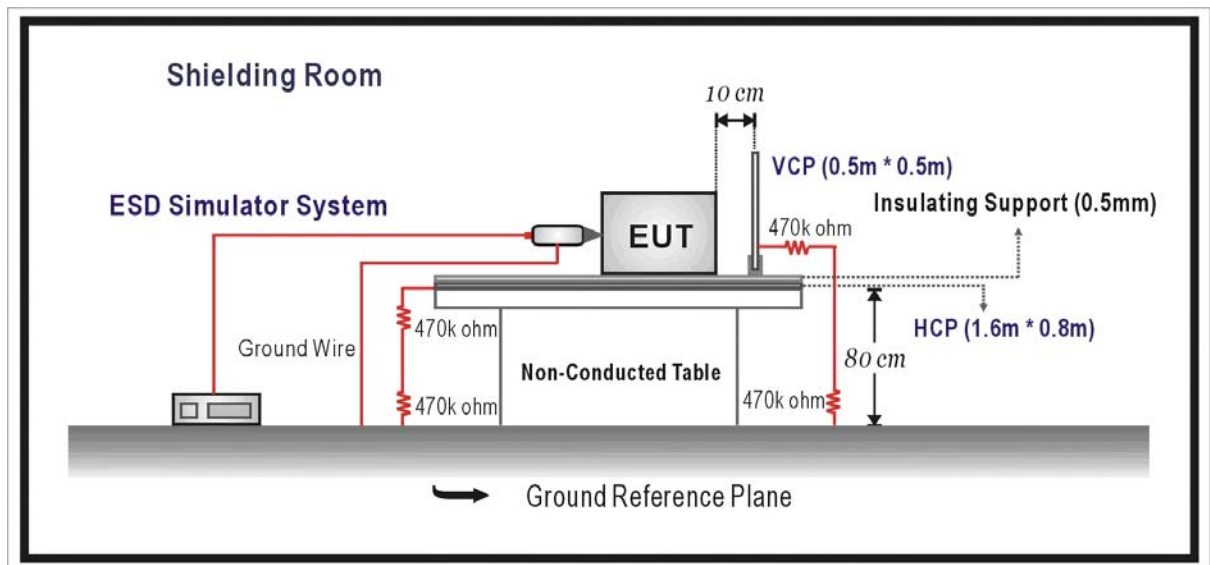 Shielding Room
10 cm
VCP (0.5m * 0.5m)
Insulating Support (0.5mm)
ESD Simulator System
470k ohm
EUT
HCP (1.6m * 0.8m)
470k ohm
80 cm
Ground Wire
Non-Conducted Table
470k ohm
470k ohm
Ground Reference Plane